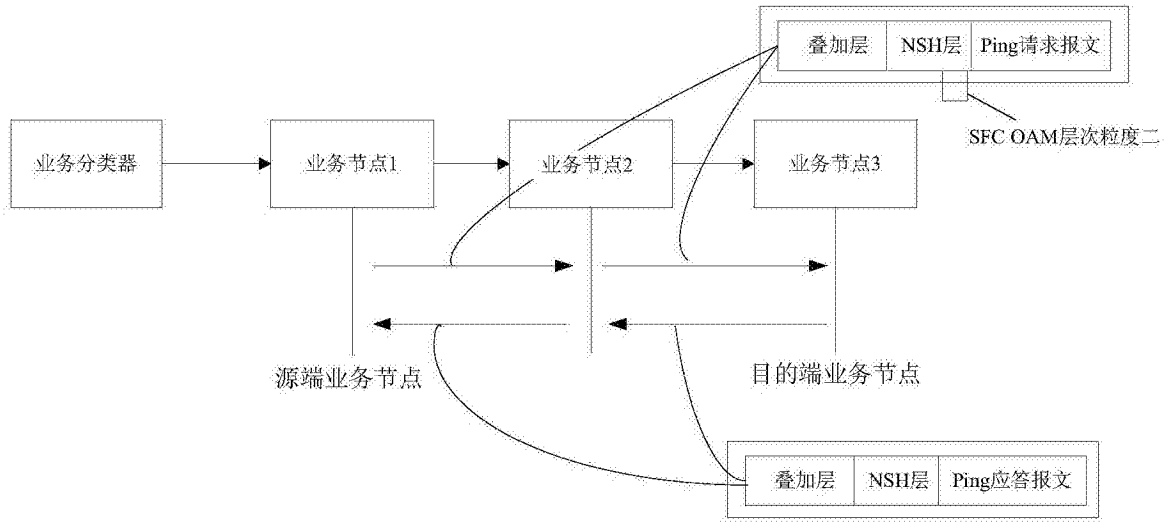 叠加层 NSH层 Ping请求报文
SFC OAM层次粒度二
业务分类器 业务节点1 业务节点2 业务节点3
源端业务节点 目的端业务节点
叠加层 NSH层 Ping应答报文